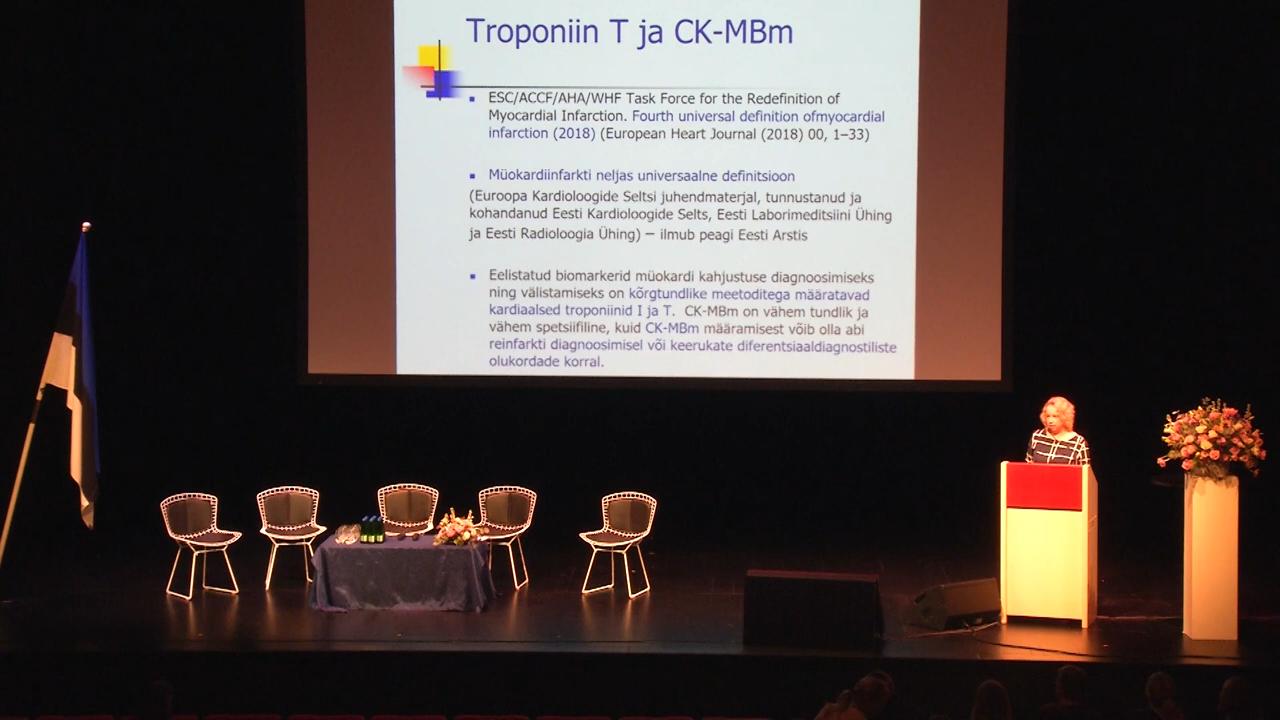 Troponiin T ja CK-MBm
ESC/ACCF/AHA/WHF Task Force for the Redefinition of
Myocardial Infarction. Fourth universal definition ofmyocardial
infarction (2018) (European Heart Journal (2018) 00, 1–33)
Müokardiinfarkti neljas universaalne definitsioon
(Euroopa Kardioloogide Seltsi juhendmaterjal, tunnustanud ja
kohandanud Eesti Kardioloogide Selts, Eesti Laborimeditsiini Ühing
ja Eesti Radioloogia Ühing) – ilmub peagi Eesti Arstis
Eelistatud biomarkerid müokardi kahjustuse diagnoosimiseks
ning välistamiseks on kõrgtundlike meetoditega määratavad
kardiaalsed troponiinid I ja T. CK-MBm on vähem tundlik ja
vähem spetsiifiline, kuid CK-MBm määramisest võib olla abi
reinfarkti diagnoosimisel või keerukate diferentsiaaldiagnostiliste
olukordade korral.